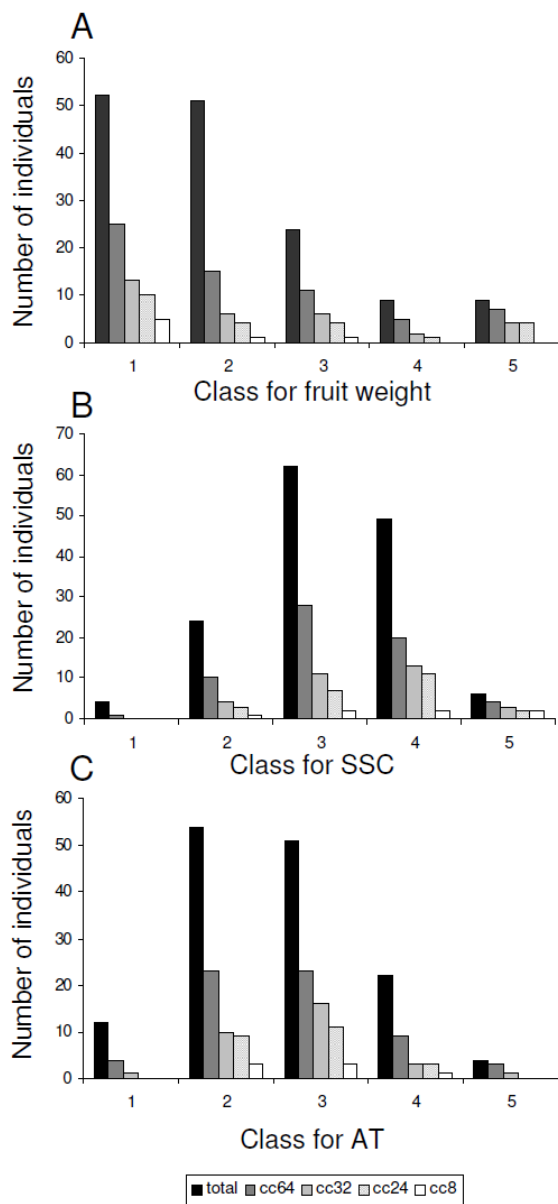 A
Number of individuals
60
50
40
30
20
10
0
1 2 3 4 5
Class for fruit weight
B
Number of individuals
70
60
50
40
30
20
10
0
1 2 3 4 5
Class for SSC
C
Number of individuals
60
50
40
30
20
10
0
1 2 3 4 5
Class for AT
total cc64 cc32 cc24 cc8